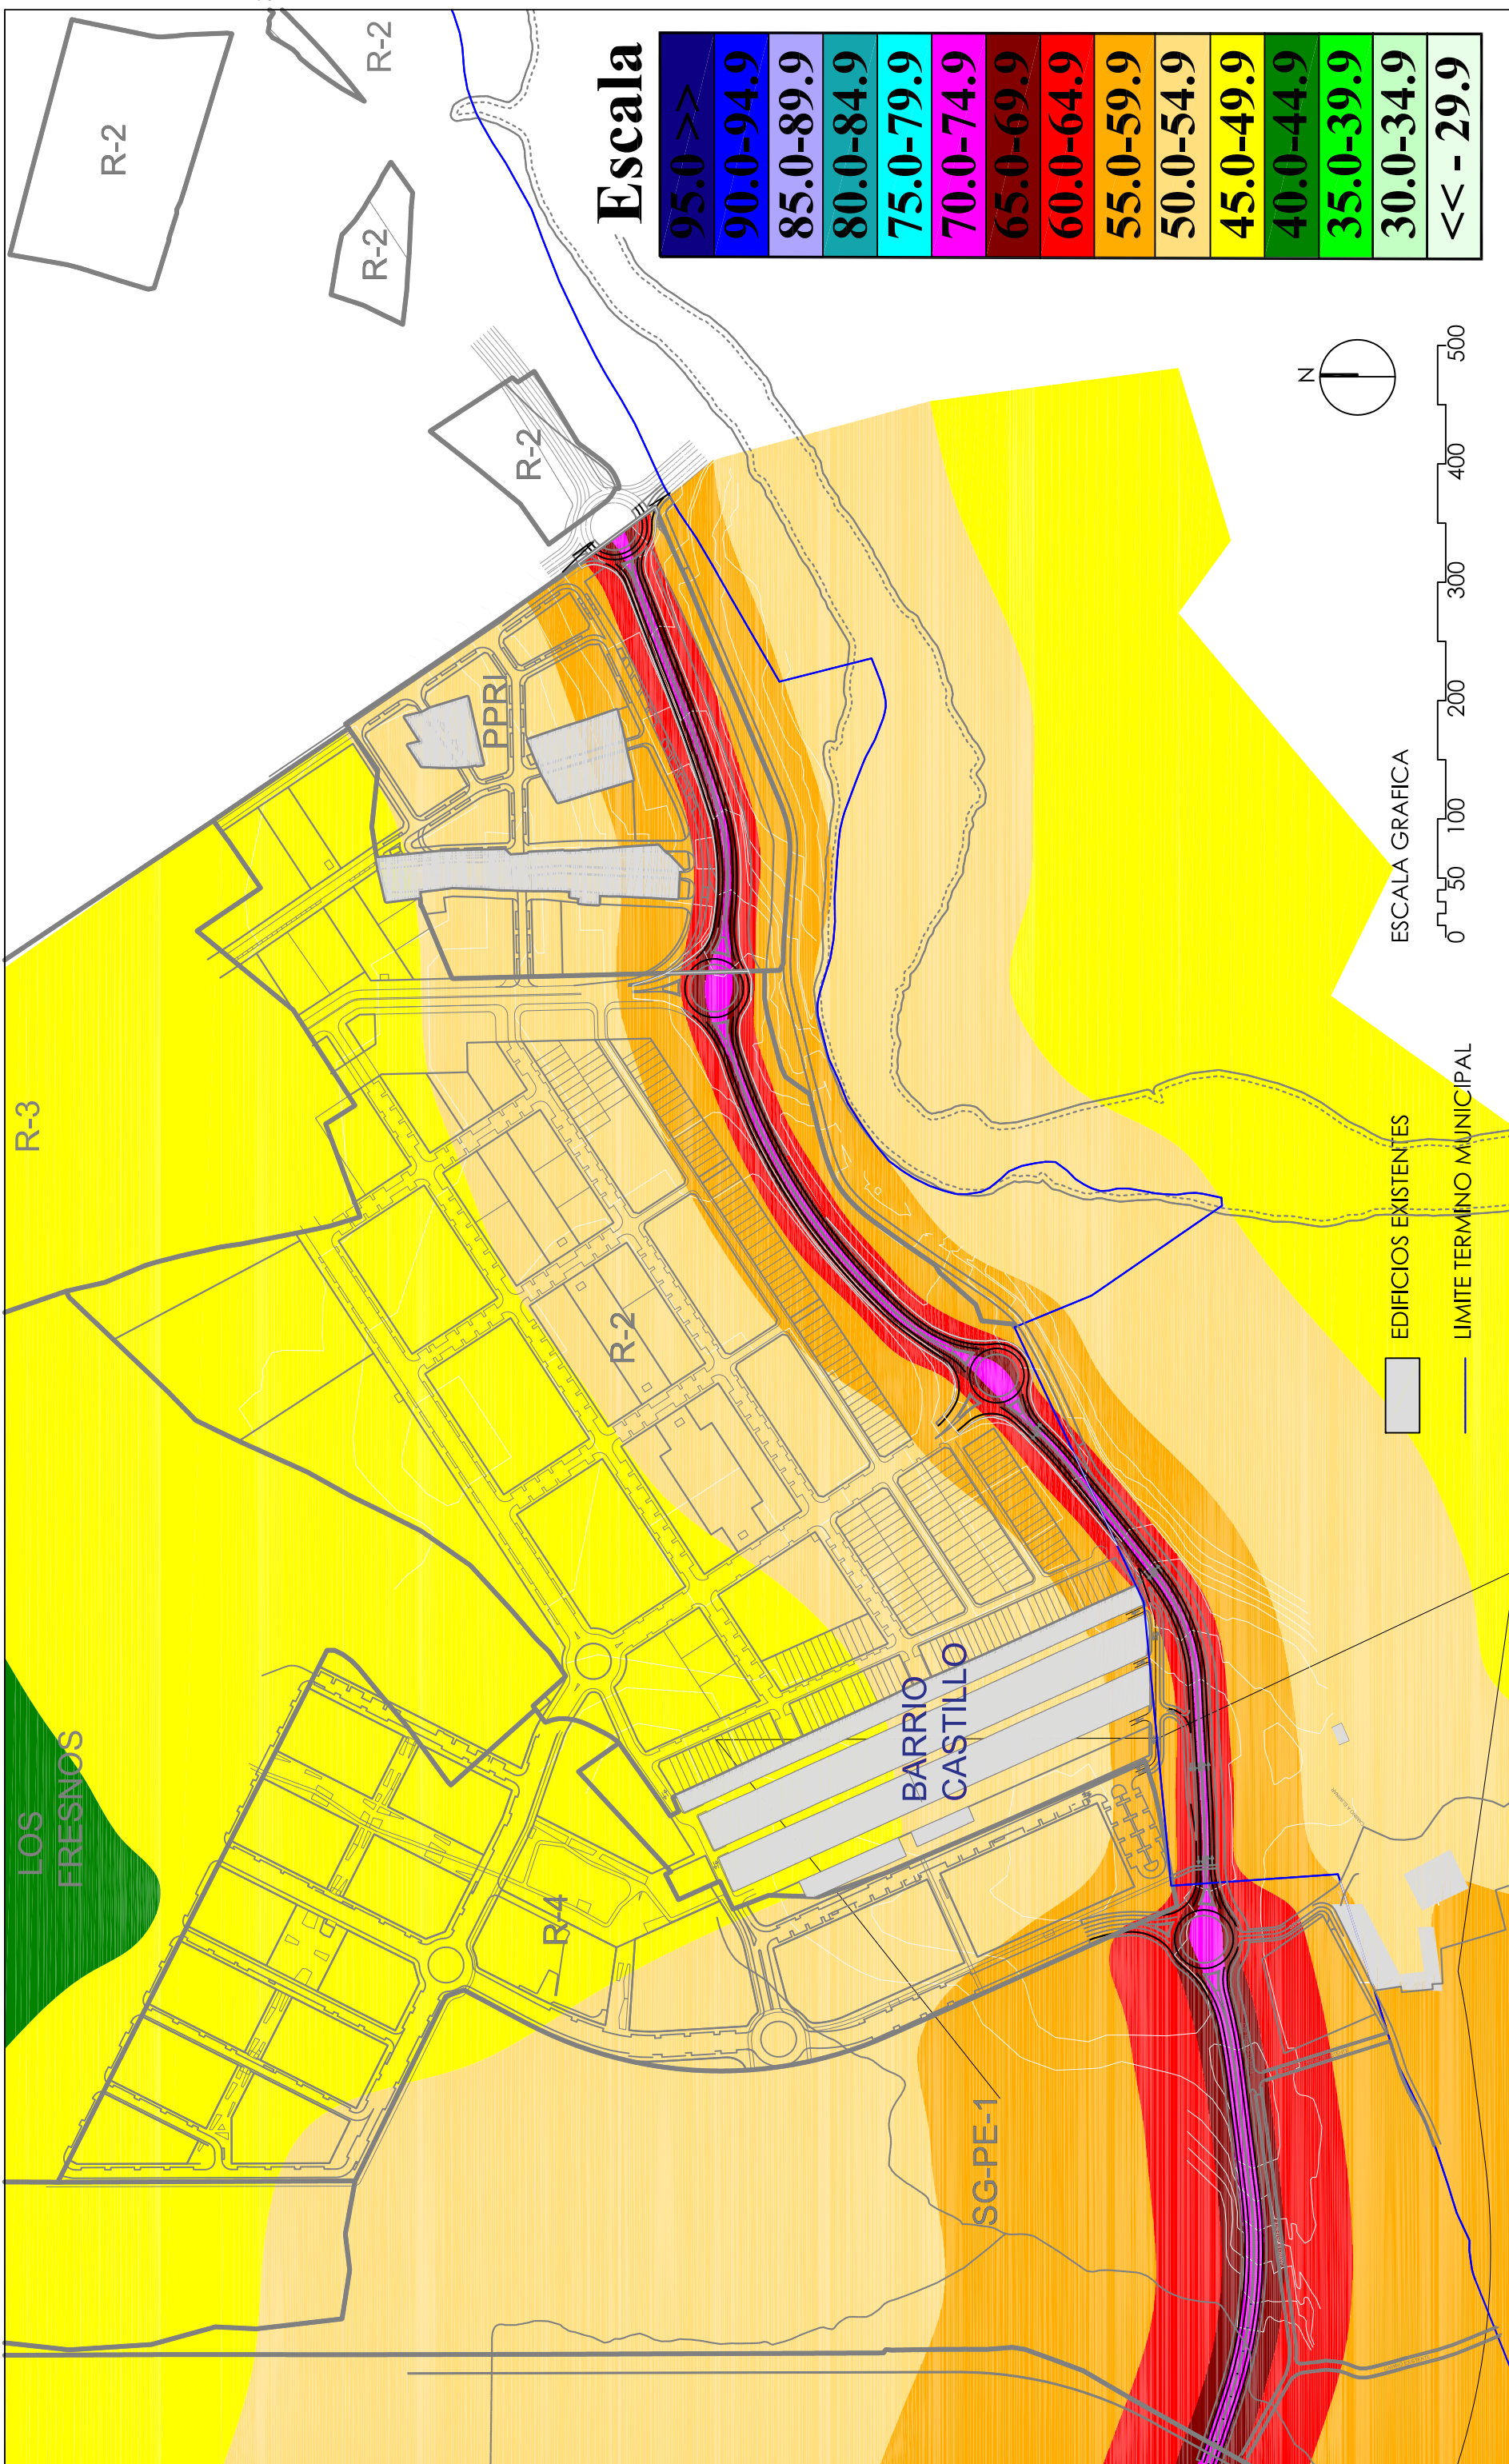 R-2
R-2
R-2
R-2
Escala
95.0 >>
90.0-94.9
85.0-89.9
80.0-84.9
75.0-79.9
70.0-74.9
65.0-69.9
60.0-64.9
55.0-59.9
50.0-54.9
45.0-49.9
40.0-44.9
35.0-39.9
30.0-34.9
<< - 29.9
N
ESCALA GRAFICA
0 50 100 200 300 400 500
PPRI
R-3
R-2
LOS
FRESNOS
R-4
BARRIO
CASTILLO
SG-PE-1
EDIFICIOS EXISTENTES
LIMITE TERMINO MUNICIPAL